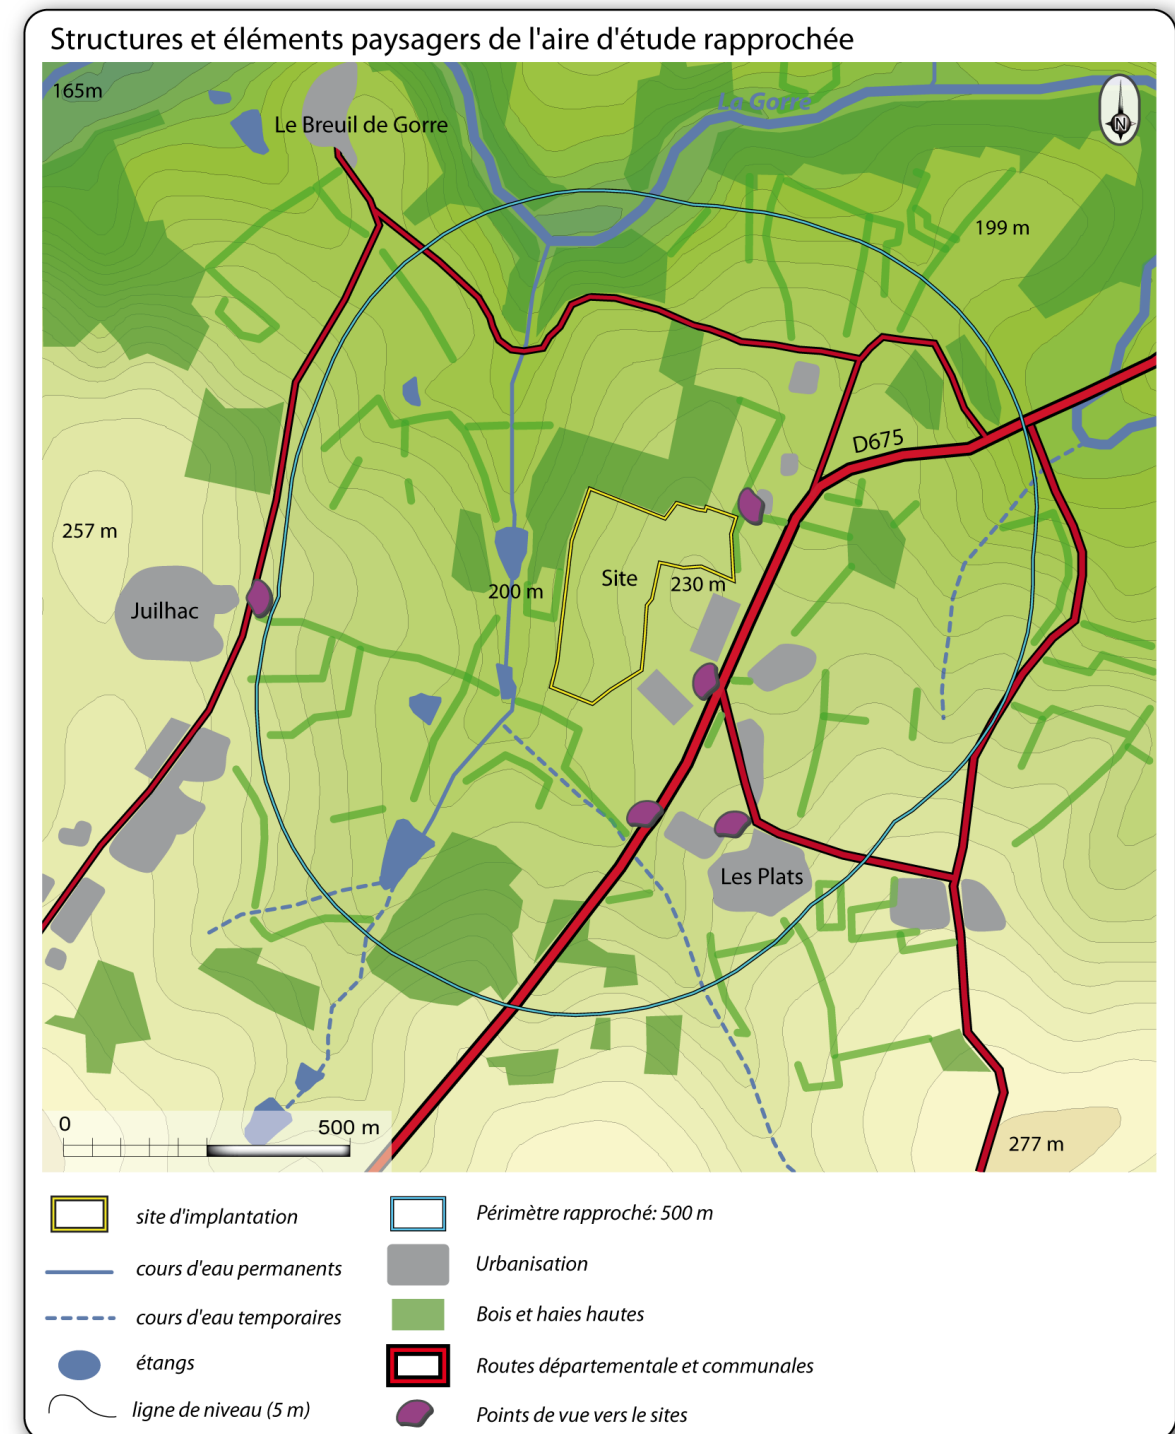 Structures et éléments paysagers de l'aire d'étude rapprochée
165m
La Gorre
N
Le Breuil de Gorre
199 m
D675
257 m
Site
230 m
200 m
Juilhac
Les Plats
0
500 m
277 m
site d'implantation
Périmètre rapproché: 500 m
cours d'eau permanents
Urbanisation
cours d'eau temporaires
Bois et haies hautes
étangs
Routes départementale et communales
ligne de niveau (5 m)
Points de vue vers le sites